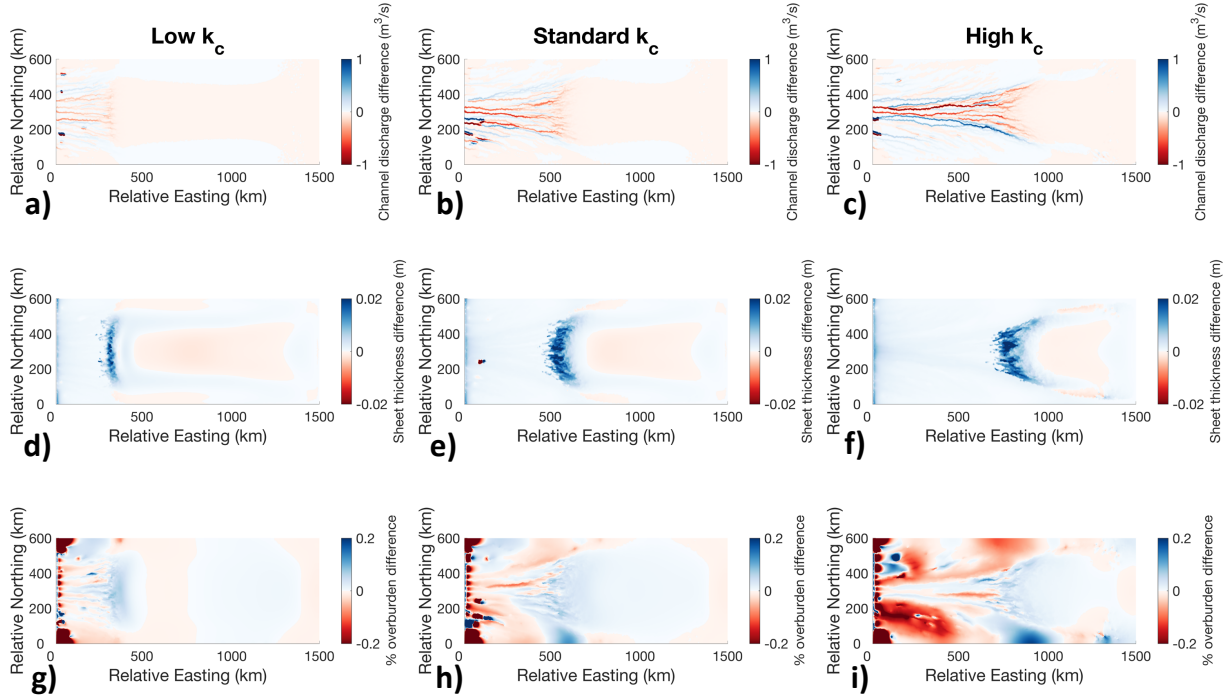 Low k_c
Standard k_c
High k_c
Relative Northing (km)
600
400
200
0
0
500
1000
1500
Relative Easting (km)
1
0
-1
Channel discharge difference (m³/s)
a)
Relative Northing (km)
600
400
200
0
0
500
1000
1500
Relative Easting (km)
1
0
-1
Channel discharge difference (m³/s)
b)
Relative Northing (km)
600
400
200
0
0
500
1000
1500
Relative Easting (km)
1
0
-1
Channel discharge difference (m³/s)
c)
Relative Northing (km)
600
400
200
0
0
500
1000
1500
Relative Easting (km)
0.02
0
-0.02
Sheet thickness difference (m)
d)
Relative Northing (km)
600
400
200
0
0
500
1000
1500
Relative Easting (km)
0.02
0
-0.02
Sheet thickness difference (m)
e)
Relative Northing (km)
600
400
200
0
0
500
1000
1500
Relative Easting (km)
0.02
0
-0.02
Sheet thickness difference (m)
f)
Relative Northing (km)
600
400
200
0
0
500
1000
1500
Relative Easting (km)
0.2
0
-0.2
% overburden difference
g)
Relative Northing (km)
600
400
200
0
0
500
1000
1500
Relative Easting (km)
0.2
0
-0.2
% overburden difference
h)
Relative Northing (km)
600
400
200
0
0
500
1000
1500
Relative Easting (km)
0.2
0
-0.2
% overburden difference
i)